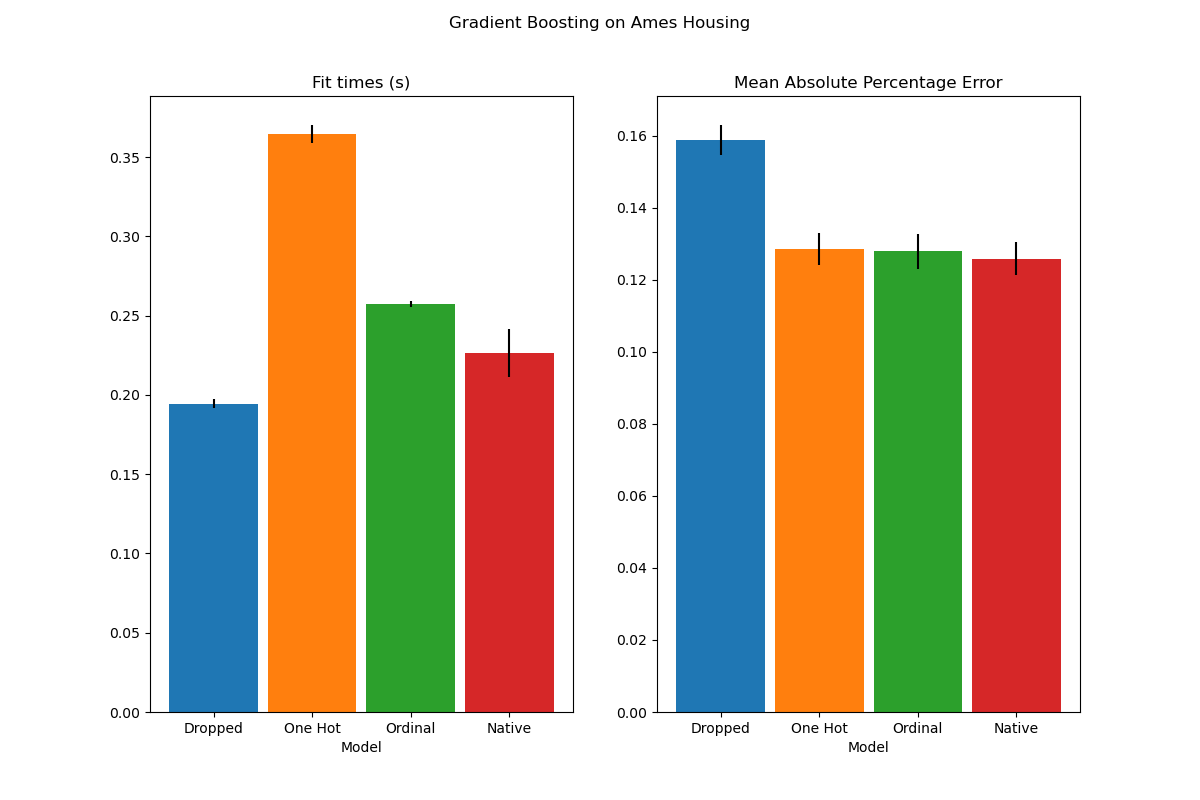 Gradient Boosting on Ames Housing
Fit times (s)
0.35
0.30
0.25
0.20
0.15
0.10
0.05
0.00
Dropped One Hot Ordinal Native
Model
Mean Absolute Percentage Error
0.16
0.14
0.12
0.10
0.08
0.06
0.04
0.02
0.00
Dropped One Hot Ordinal Native
Model